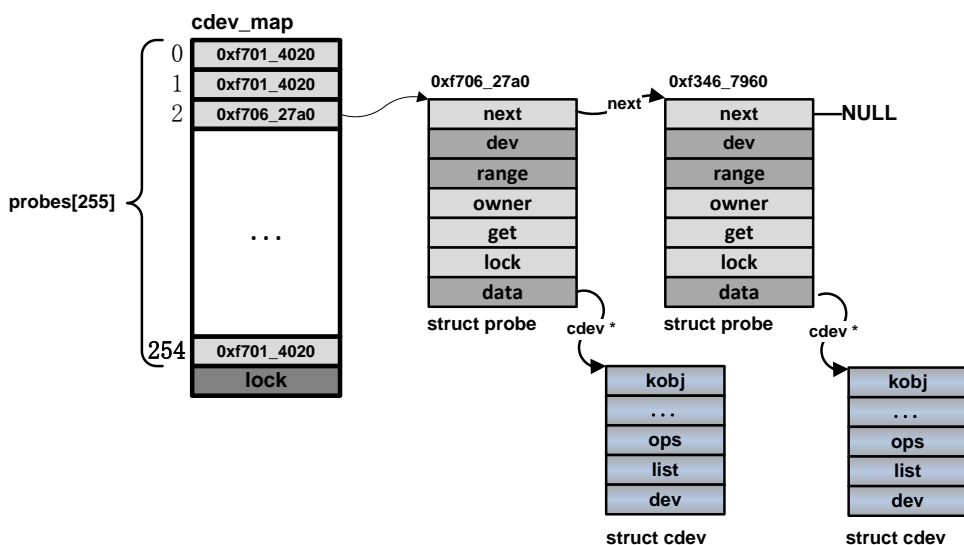 cdev_map
0
0xf701_4020
1
0xf701_4020
2
0xf706_27a0
probes[255]
...
254
0xf701_4020
lock
0xf706_27a0
next
dev
range
owner
get
lock
data
struct probe
next
0xf346_7960
next
NULL
dev
range
owner
get
lock
data
struct probe
cdev *
kobj
...
ops
list
dev
struct cdev
cdev *
kobj
...
ops
list
dev
struct cdev